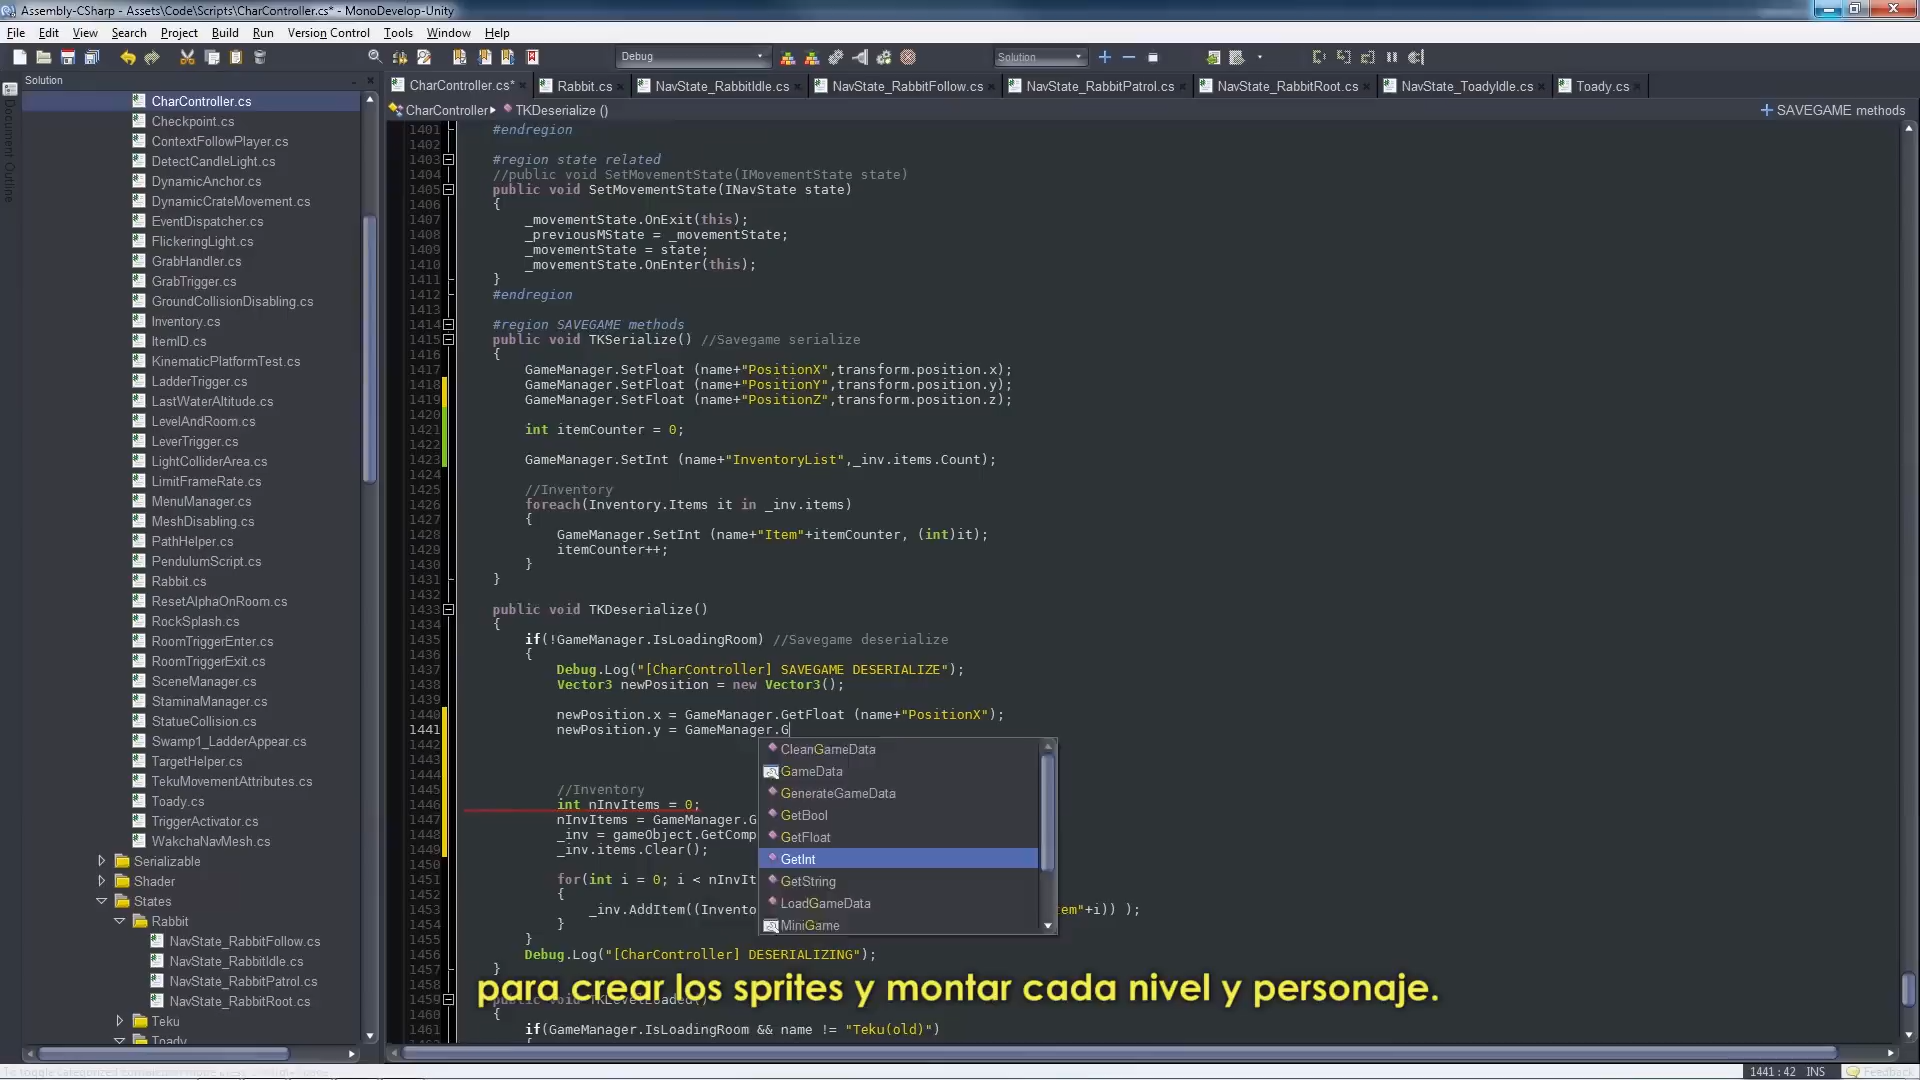 Assembly-CSharp - Assets\Code\Scripts\CharController.cs* - MonoDevelop-Unity
File Edit View Search Project Build Run Version Control Tools Window Help
Debug
Solution
Solution
Document Outline
CharController.cs
Checkpoint.cs
ContextFollowPlayer.cs
DetectCandleLight.cs
DynamicAnchor.cs
DynamicCrateMovement.cs
EventDispatcher.cs
FlickeringLight.cs
GrabHandler.cs
GrabTrigger.cs
GroundCollisionDisabling.cs
Inventory.cs
ItemID.cs
KinematicPlatformTest.cs
LadderTrigger.cs
LastWaterAltitude.cs
LevelAndRoom.cs
LeverTrigger.cs
LightColliderArea.cs
LimitFrameRate.cs
MenuManager.cs
MeshDisabling.cs
PathHelper.cs
PendulumScript.cs
Rabbit.cs
ResetAlphaOnRoom.cs
RockSplash.cs
RoomTriggerEnter.cs
RoomTriggerExit.cs
SceneManager.cs
StaminaManager.cs
StatueCollision.cs
Swamp1_LadderAppear.cs
TargetHelper.cs
TekuMovementAttributes.cs
Toady.cs
TriggerActivator.cs
WakchaNavMesh.cs
Serializable
Shader
States
Rabbit
NavState_RabbitFollow.cs
NavState_RabbitIdle.cs
NavState_RabbitPatrol.cs
NavState_RabbitRoot.cs
Teku
Toady
CharController.cs* Rabbit.cs NavState_RabbitIdle.cs NavState_RabbitFollow.cs NavState_RabbitPatrol.cs NavState_RabbitRoot.cs NavState_ToadyIdle.cs Toady.cs
CharController TKDeserialize () SAVEGAME methods
1401 #endregion
1402
1403 #region state related
1404 //public void SetMovementState(IMovementState state)
1405 public void SetMovementState(INavState state)
1406 {
1407 _movementState.OnExit(this);
1408 _previousMState = _movementState;
1409 _movementState = state;
1410 _movementState.OnEnter(this);
1411 }
1412 #endregion
1413
1414 #region SAVEGAME methods
1415 public void TKSerialize() //Savegame serialize
1416 {
1417 GameManager.SetFloat (name+"PositionX",transform.position.x);
1418 GameManager.SetFloat (name+"PositionY",transform.position.y);
1419 GameManager.SetFloat (name+"PositionZ",transform.position.z);
1420
1421 int itemCounter = 0;
1422
1423 GameManager.SetInt (name+"InventoryList",_inv.items.Count);
1424
1425 //Inventory
1426 foreach(Inventory.Items it in _inv.items)
1427 {
1428 GameManager.SetInt (name+"Item"+itemCounter, (int)it);
1429 itemCounter++;
1430 }
1431 }
1432
1433 public void TKDeserialize()
1434 {
1435 if(!GameManager.IsLoadingRoom) //Savegame deserialize
1436 {
1437 Debug.Log("[CharController] SAVEGAME DESERIALIZE");
1438 Vector3 newPosition = new Vector3();
1439
1440 newPosition.x = GameManager.GetFloat (name+"PositionX");
1441 newPosition.y = GameManager.G
1442
1443
1444
1445 //Inventory
1446 int nInvItems = 0;
1447 nInvItems = GameManager.G
1448 _inv = gameObject.GetComp
1449 _inv.items.Clear();
1450
1451 for(int i = 0; i < nInvIt
1452 {
1453 _inv.AddItem((Invento em"+i)) );
1454 }
1455 }
1456 Debug.Log("[CharController] DESERIALIZING");
1457 }
1458
1459 public void TKLevelLoaded()
1460 {
1461 if(GameManager.IsLoadingRoom && name != "Teku(old)")
CleanGameData
GameData
GenerateGameData
GetBool
GetFloat
GetInt
GetString
LoadGameData
MiniGame
para crear los sprites y montar cada nivel y personaje.
1441 : 42 INS Feedback